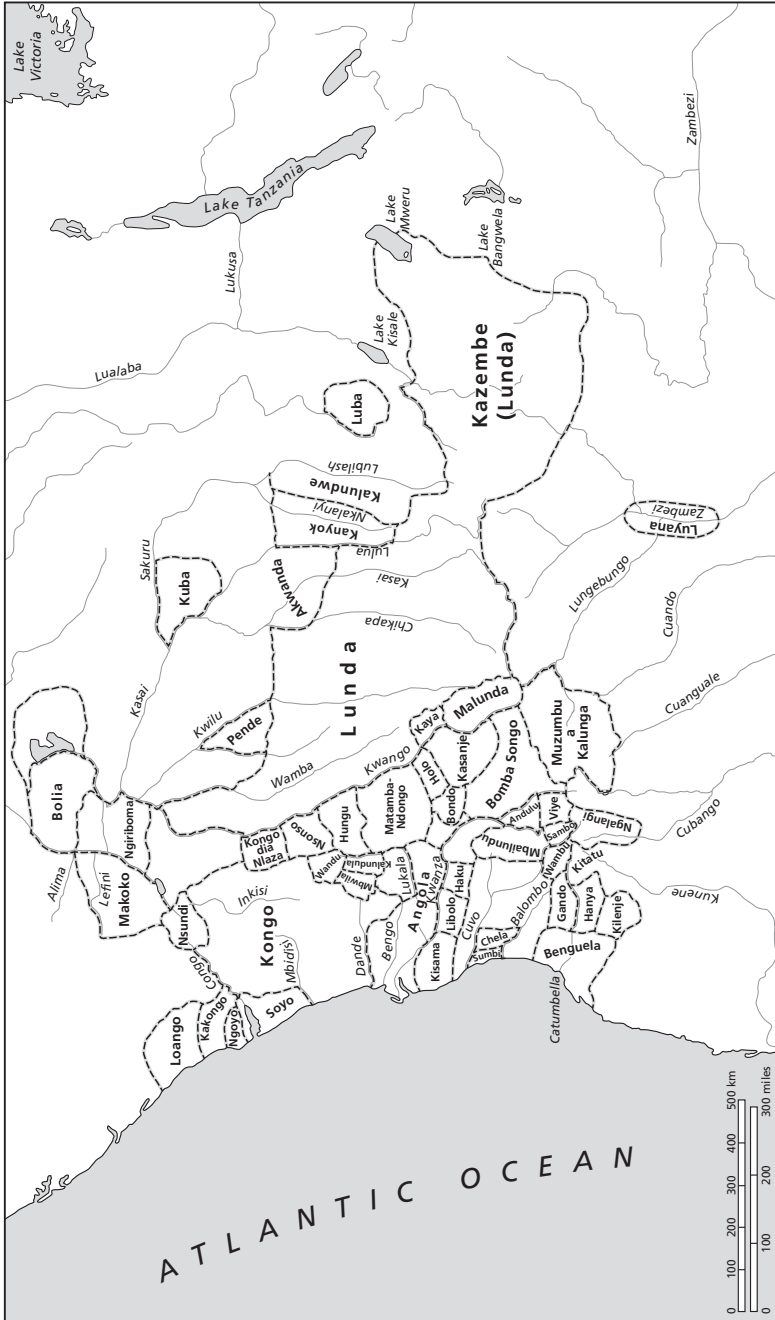 Lake
Victoria
Lake Tanzania
Lukusa
Lualaba
Lake
Mweru
Lake
Bangwela
Lake
Kisale
Zambezi
Kazembe
(Lunda)
Luba
Lubilash
Kalundwe
Nkalanyi
Kanyok
Lulua
Sakuru
Kuba
Akwanda
Kasai
Chikapa
Luyana
Zambezi
Lungebungo
Cuando
Cuanguale
Kasai
Kwilu
Pende
Lunda
Wamba
Kwango
Kaya
Malunda
Muzumbu
a
Kalunga
Bolia
Alima
Lefini
Ngiriboma
Makoko
Kongo
dia
Nlaza
Nsonso
Hungu
Matamba-
Ndongo
Holo
Kasanje
Bondo
Bomba Songo
Andulu
Viye
Sambo
Ngalangi
Cubango
Wandu
Kalundula
Mbwila
Lukala
Kwanza
Angola
Haku
Libolo
Mbailundu
Wambu
Kitatu
Kunene
Nsundi
Inkisi
Congo
Kongo
Mbidisi
Dande
Bengo
Kisama
Cuvo
Chela
Sumbi
Balombo
Gando
Hanya
Kilenje
Benguela
Catumbella
Loango
Kakongo
Ngoyo
Soyo
ATLANTIC OCEAN
0 100 200 300 400 500 km
0 100 200 300 miles